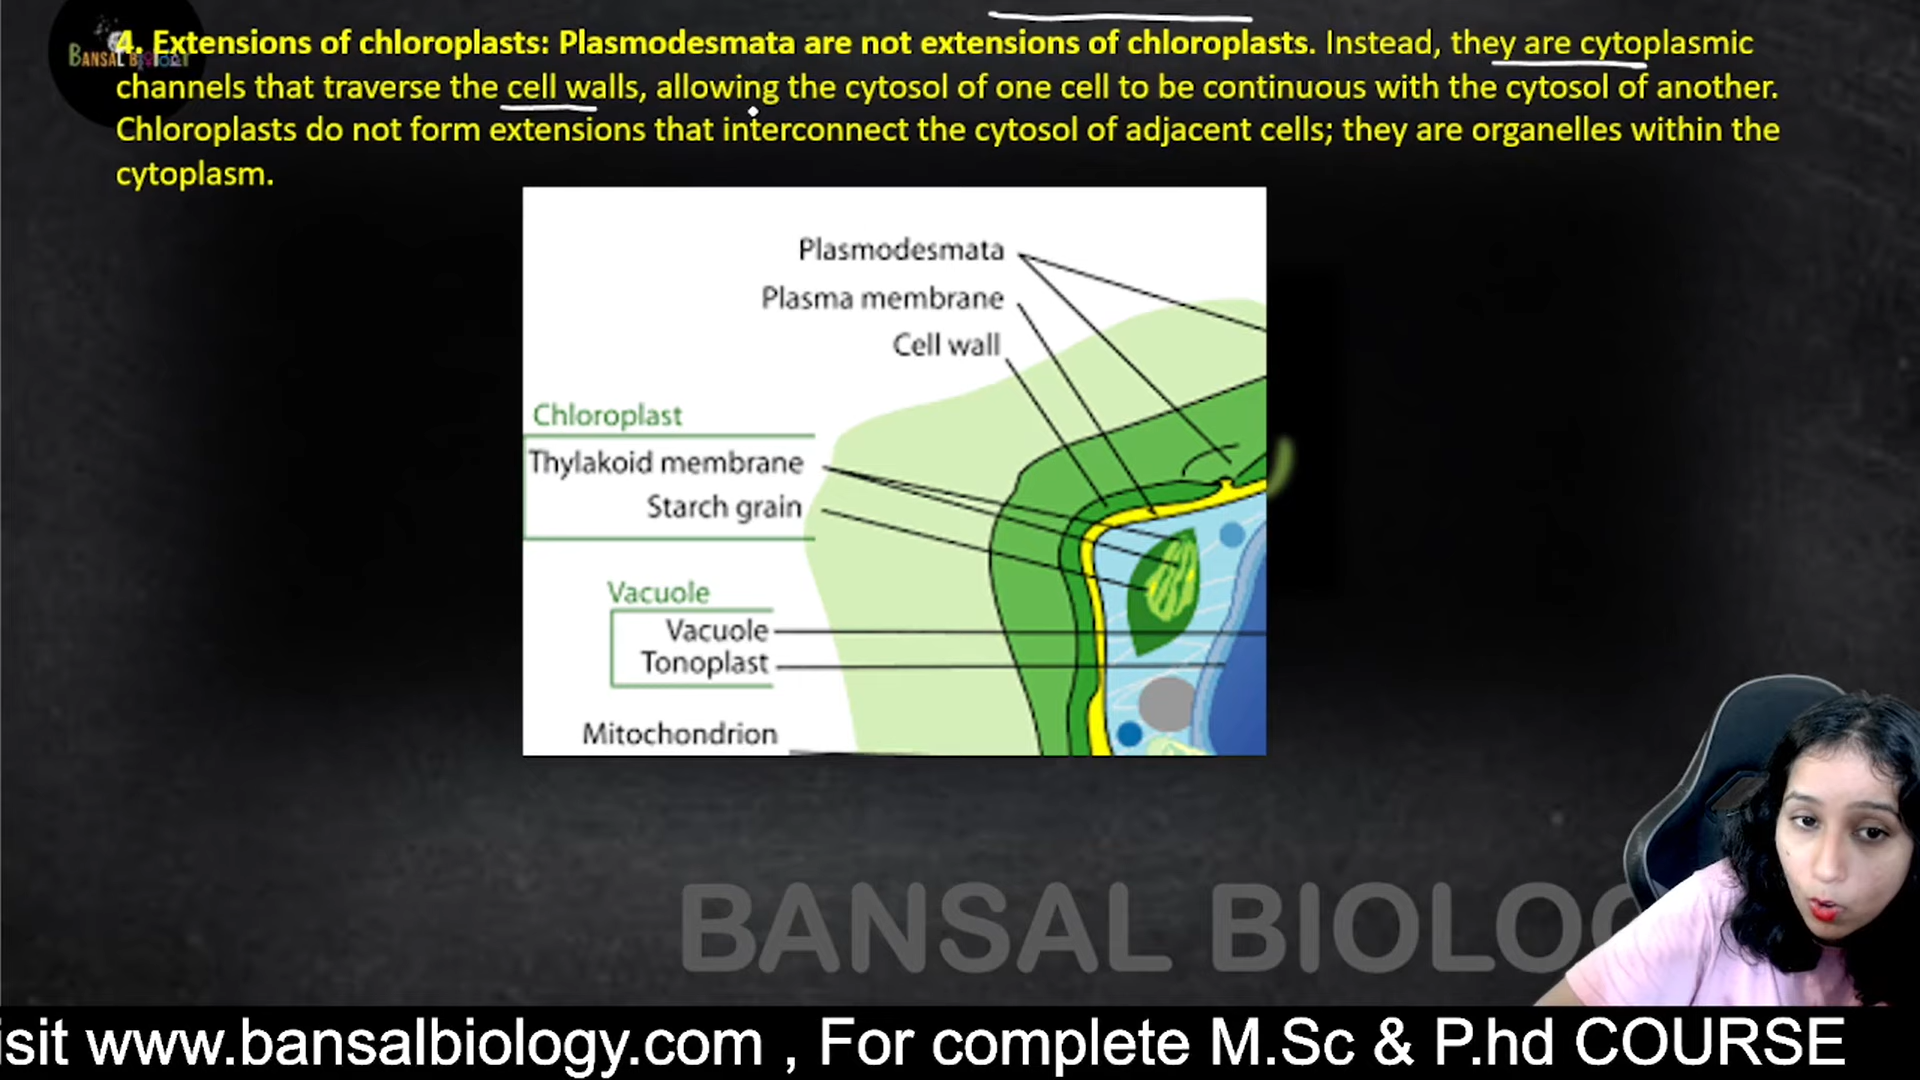 4. Extensions of chloroplasts: Plasmodesmata are not extensions of chloroplasts. Instead, they are cytoplasmic
channels that traverse the cell walls, allowing the cytosol of one cell to be continuous with the cytosol of another.
Chloroplasts do not form extensions that interconnect the cytosol of adjacent cells; they are organelles within the
cytoplasm.
BANSAL BIOLOGY
Plasmodesmata
Plasma membrane
Cell wall
Chloroplast
Thylakoid membrane
Starch grain
Vacuole
Vacuole
Tonoplast
Mitochondrion
BANSAL BIOLO
isit www.bansalbiology.com , For complete M.Sc & P.hd COURSE